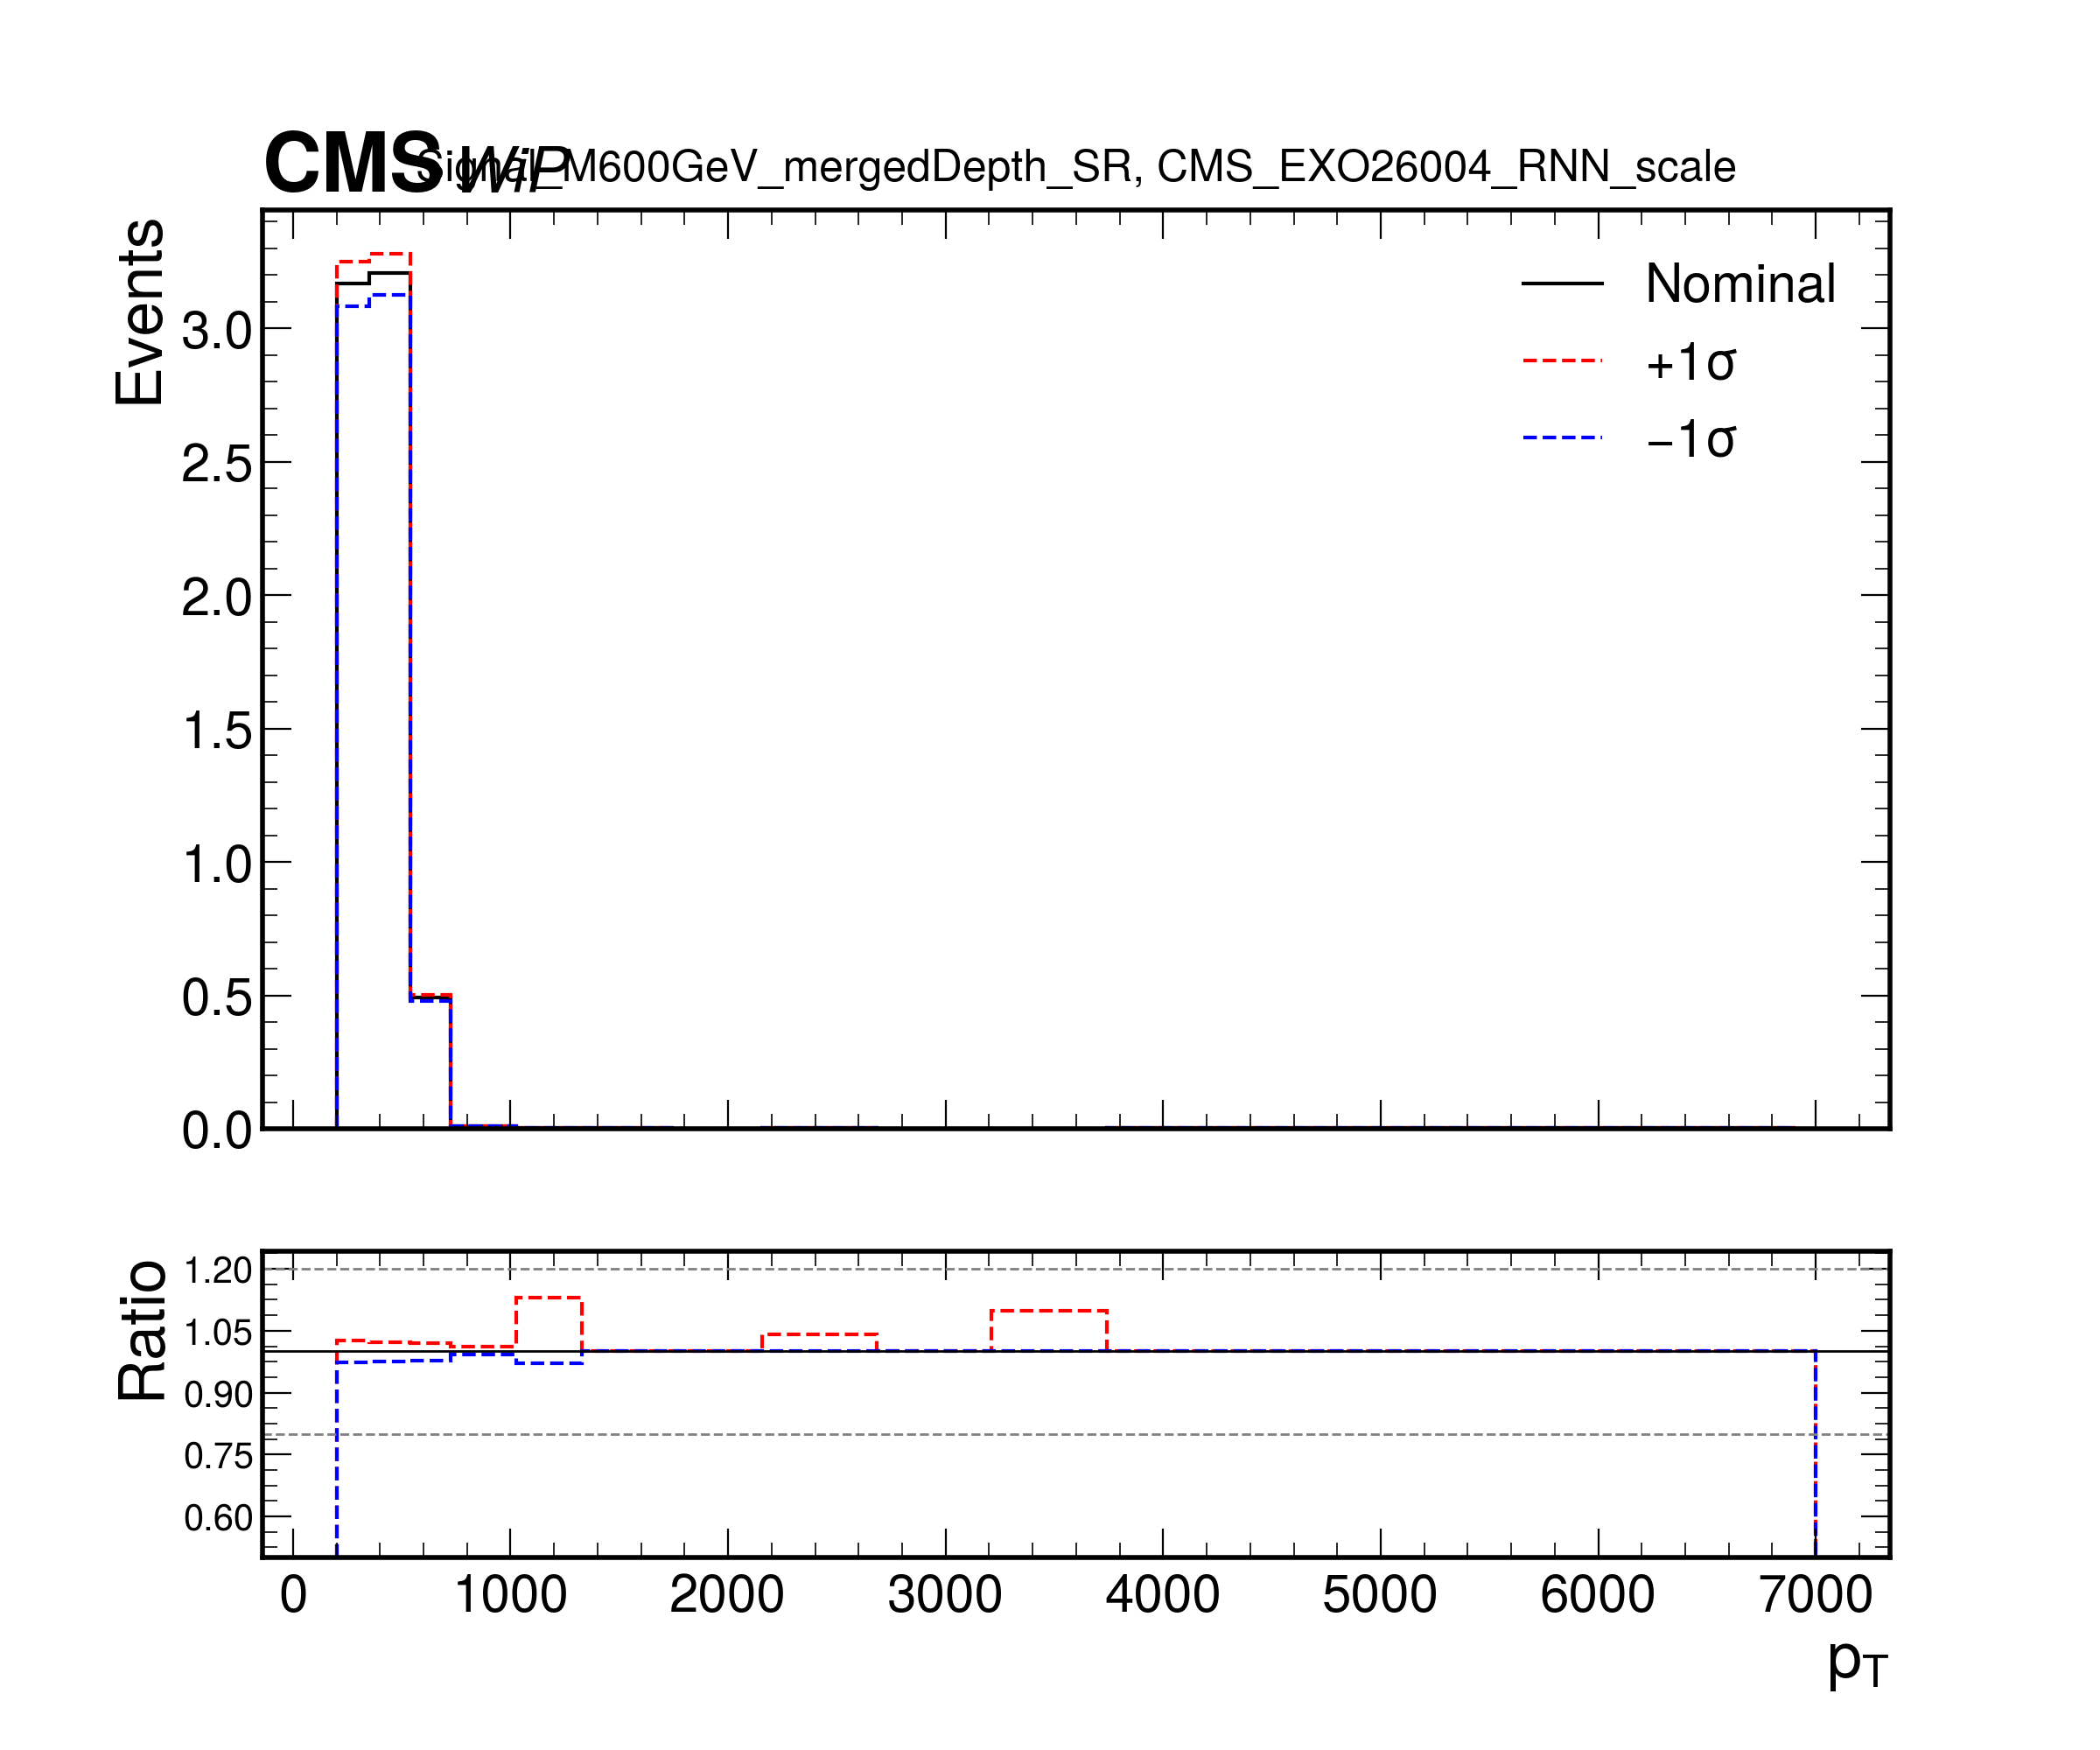 CMS WiP Signal_M600GeV_mergedDepth_SR, CMS_EXO26004_RNN_scale
Events
3.0
2.5
2.0
1.5
1.0
0.5
0.0
Nominal
+1σ
−1σ
Ratio
1.20
1.05
0.90
0.75
0.60
0 1000 2000 3000 4000 5000 6000 7000
pT